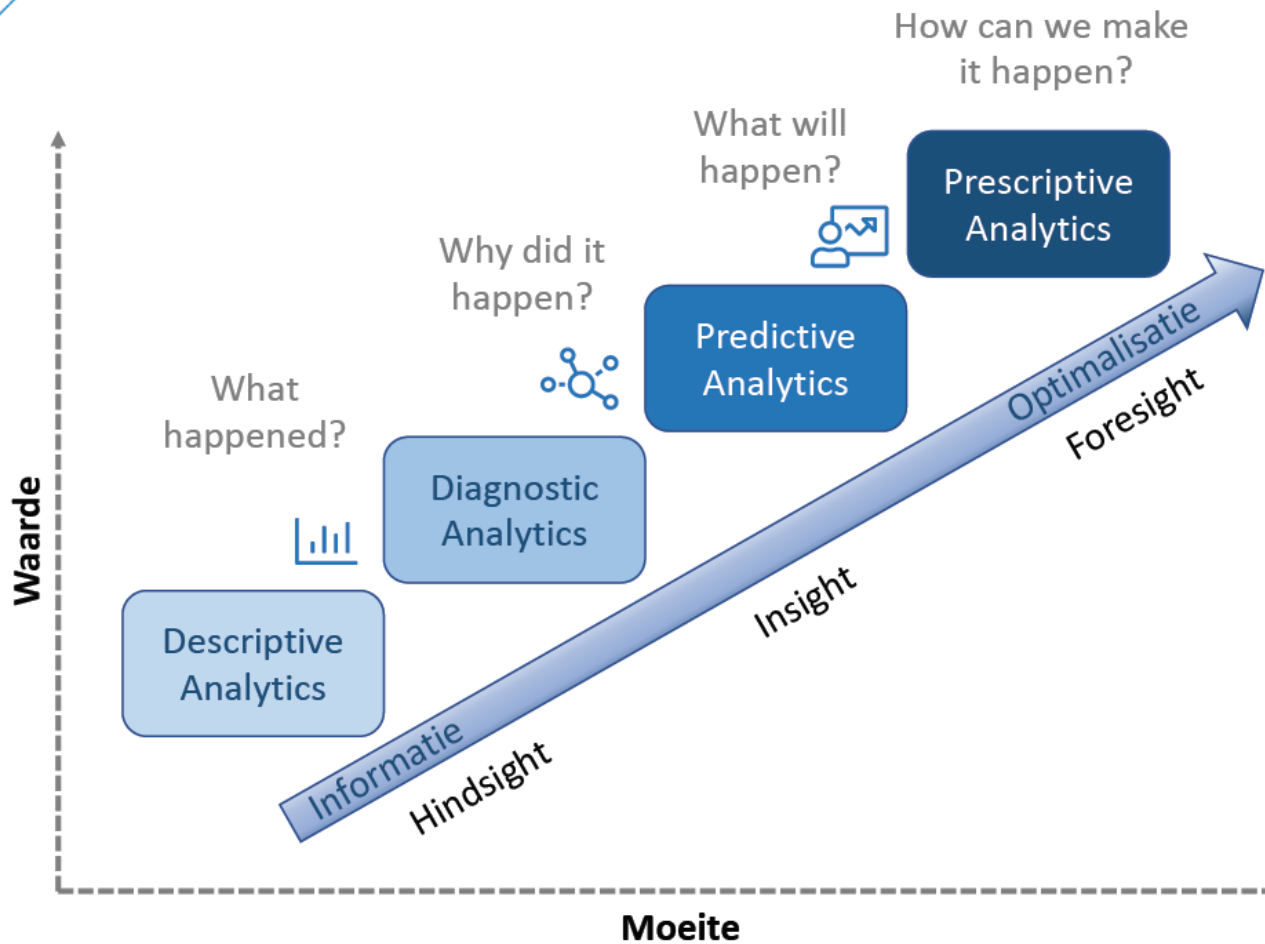 How can we make
it happen?
What will
happen?
Prescriptive
Analytics
Why did it
happen?
Predictive
Analytics
What
happened?
Diagnostic
Analytics
Descriptive
Analytics
Informatie
Optimalisatie
Hindsight
Insight
Foresight
Waarde
Moeite